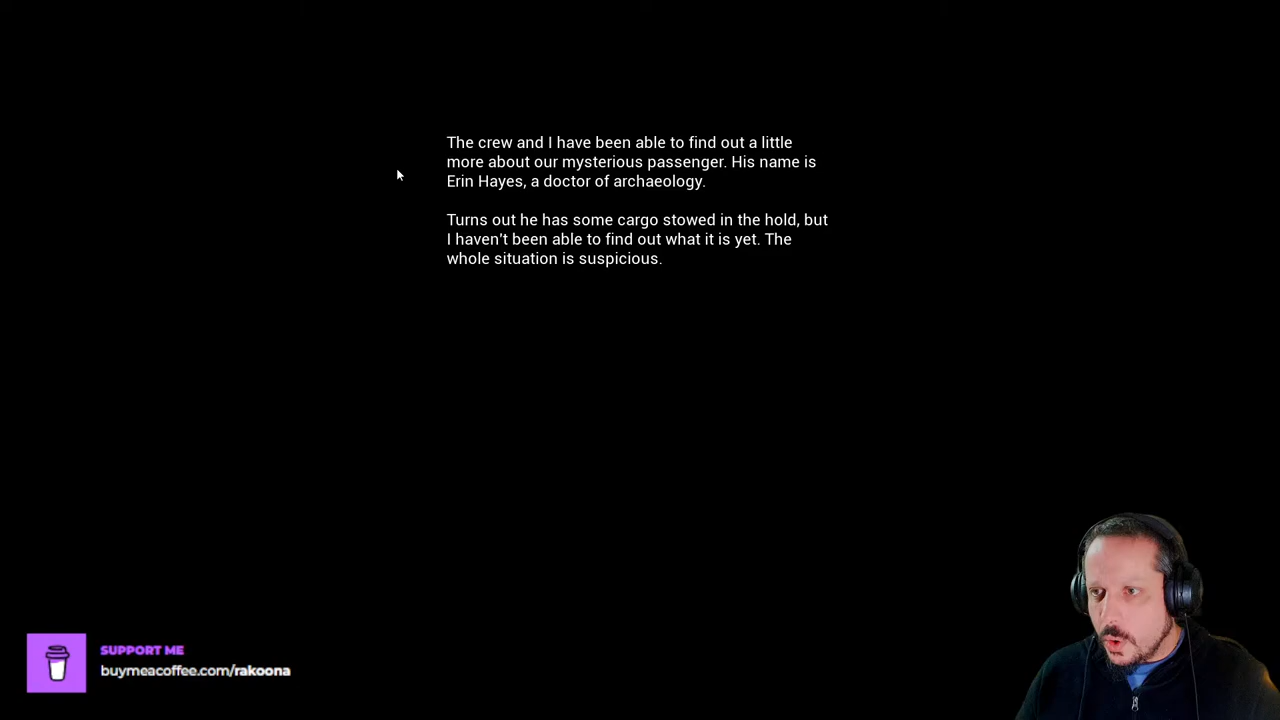 The crew and I have been able to find out a little
more about our mysterious passenger. His name is
Erin Hayes, a doctor of archaeology.
Turns out he has some cargo stowed in the hold, but
I haven't been able to find out what it is yet. The
whole situation is suspicious.
SUPPORT ME
buymeacoffee.com/rakoona